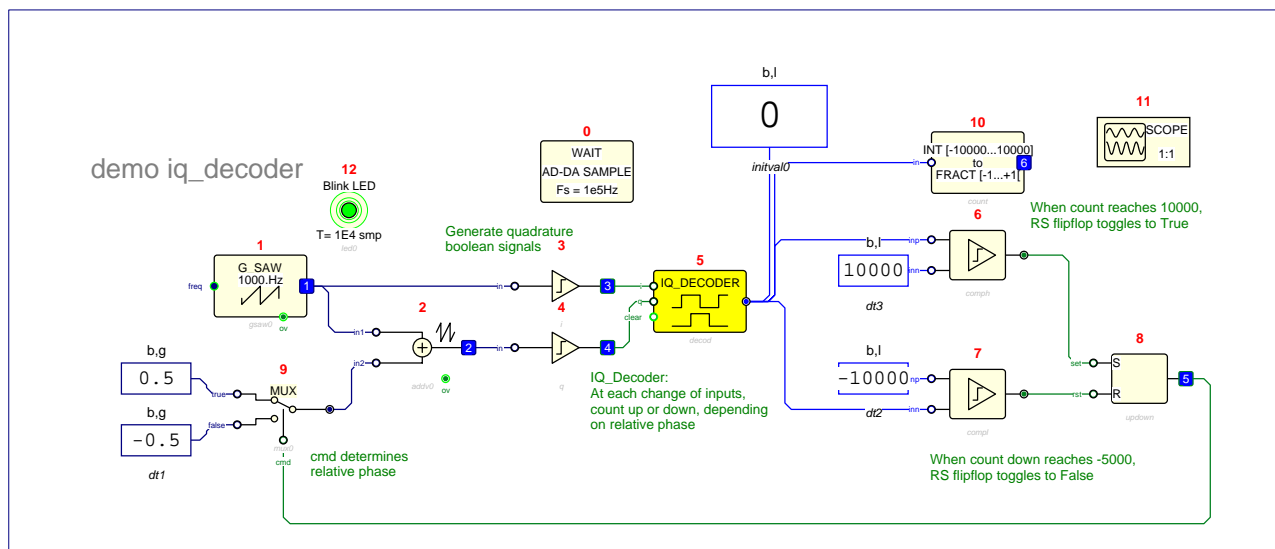 demo iq_decoder
12
Blink LED
T= 1E4 smp
led0
0
WAIT
AD-DA SAMPLE
Fs = 1e5Hz
b,l
0
initval0
10
INT [-10000...10000]
to
FRACT [-1...+1[
in
6
count
11
SCOPE
1:1
1
G_SAW
1000.Hz
freq
1
gsaw0
ov
Generate quadrature
boolean signals
3
in
3
i
2
in1
in2
2
addv0
ov
4
in
4
q
5
IQ_DECODER
i
q
clear
decod
IQ_Decoder:
At each change of inputs,
count up or down, depending
on relative phase
When count reaches 10000,
RS flipflop toggles to True
6
b,l
10000
dt3
inp
inn
comph
7
b,l
-10000
dt2
np
inn
compl
When count down reaches -5000,
RS flipflop toggles to False
8
set
S
rst
R
5
updown
b,g
0.5
b,g
-0.5
dt1
9
MUX
true
false
mux0
cmd
cmd determines
relative phase